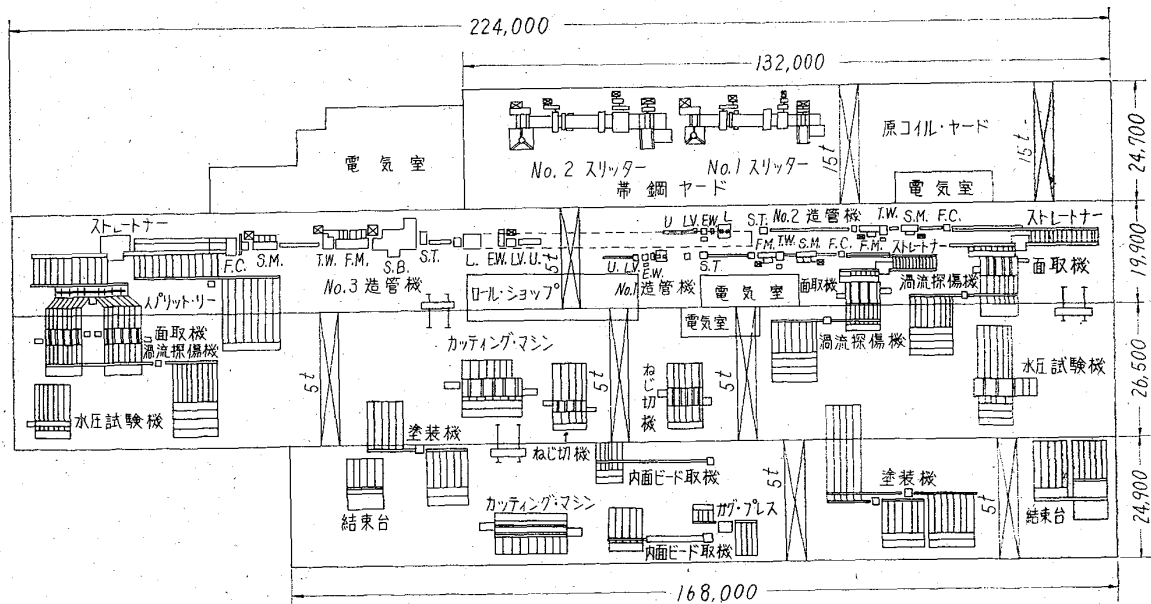 224,000
132,000
原コイル・ヤード
電気室
15t
15t
24,700
No.2 スリッター
No.1 スリッター
帯鋼ヤード
電気室
ストレートナー
U. LV. EW. L
S.T.
No.2 造管機
T.W.
S.M.
F.C.
ストレートナー
F.C.
S.M.
T.W.
F.M.
S.B.
S.T.
L.
E.W.
LV.
U.
5t
F.M.
T.W.
S.M.
F.C.
F.M.
ストレートナー
19,900
U. LV.
E.W.
S.T.
No.3 造管機
ロール・ショップ
No.1 造管機
電気室
面取機
渦流探傷機
面取機
電気室
面取機
渦流探傷機
5t
カッティング・マシン
5t
ねじ切機
5t
渦流探傷機
水圧試験機
26,500
水圧試験機
塗装機
ねじ切機
内面ビード取機
5t
塗装機
5t
結束台
カッティング・マシン
ガグ・プレス
結束台
24,900
内面ビード取機
168,000